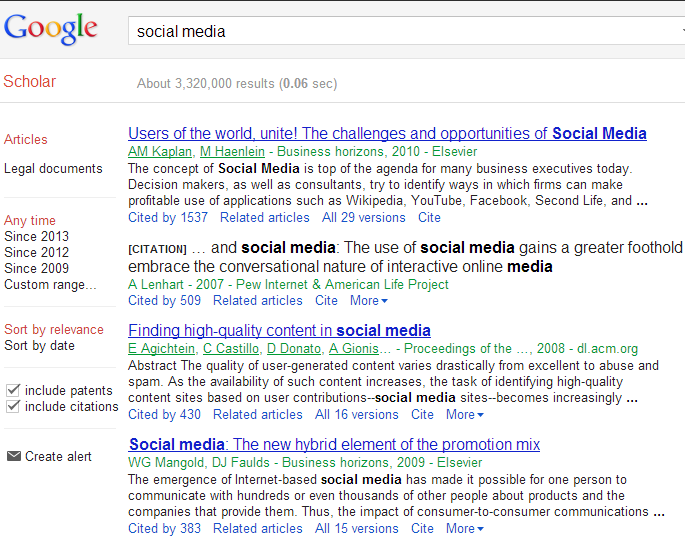 Google
social media
Scholar
About 3,320,000 results (0.06 sec)
Articles
Legal documents
Any time
Since 2013
Since 2012
Since 2009
Custom range...
Sort by relevance
Sort by date
include patents
include citations
Create alert
Users of the world, unite! The challenges and opportunities of Social Media
AM Kaplan, M Haenlein - Business horizons, 2010 - Elsevier
The concept of Social Media is top of the agenda for many business executives today.
Decision makers, as well as consultants, try to identify ways in which firms can make
profitable use of applications such as Wikipedia, YouTube, Facebook, Second Life, and ...
Cited by 1537 Related articles All 29 versions Cite
[CITATION] ... and social media: The use of social media gains a greater foothold
embrace the conversational nature of interactive online media
A Lenhart - 2007 - Pew Internet & American Life Project
Cited by 509 Related articles Cite More
Finding high-quality content in social media
E Agichtein, C Castillo, D Donato, A Gionis... - Proceedings of the ..., 2008 - dl.acm.org
Abstract The quality of user-generated content varies drastically from excellent to abuse and
spam. As the availability of such content increases, the task of identifying high-quality
content sites based on user contributions--social media sites--becomes increasingly ...
Cited by 430 Related articles All 16 versions Cite More
Social media: The new hybrid element of the promotion mix
WG Mangold, DJ Faulds - Business horizons, 2009 - Elsevier
The emergence of Internet-based social media has made it possible for one person to
communicate with hundreds or even thousands of other people about products and the
companies that provide them. Thus, the impact of consumer-to-consumer communications ...
Cited by 383 Related articles All 15 versions Cite More